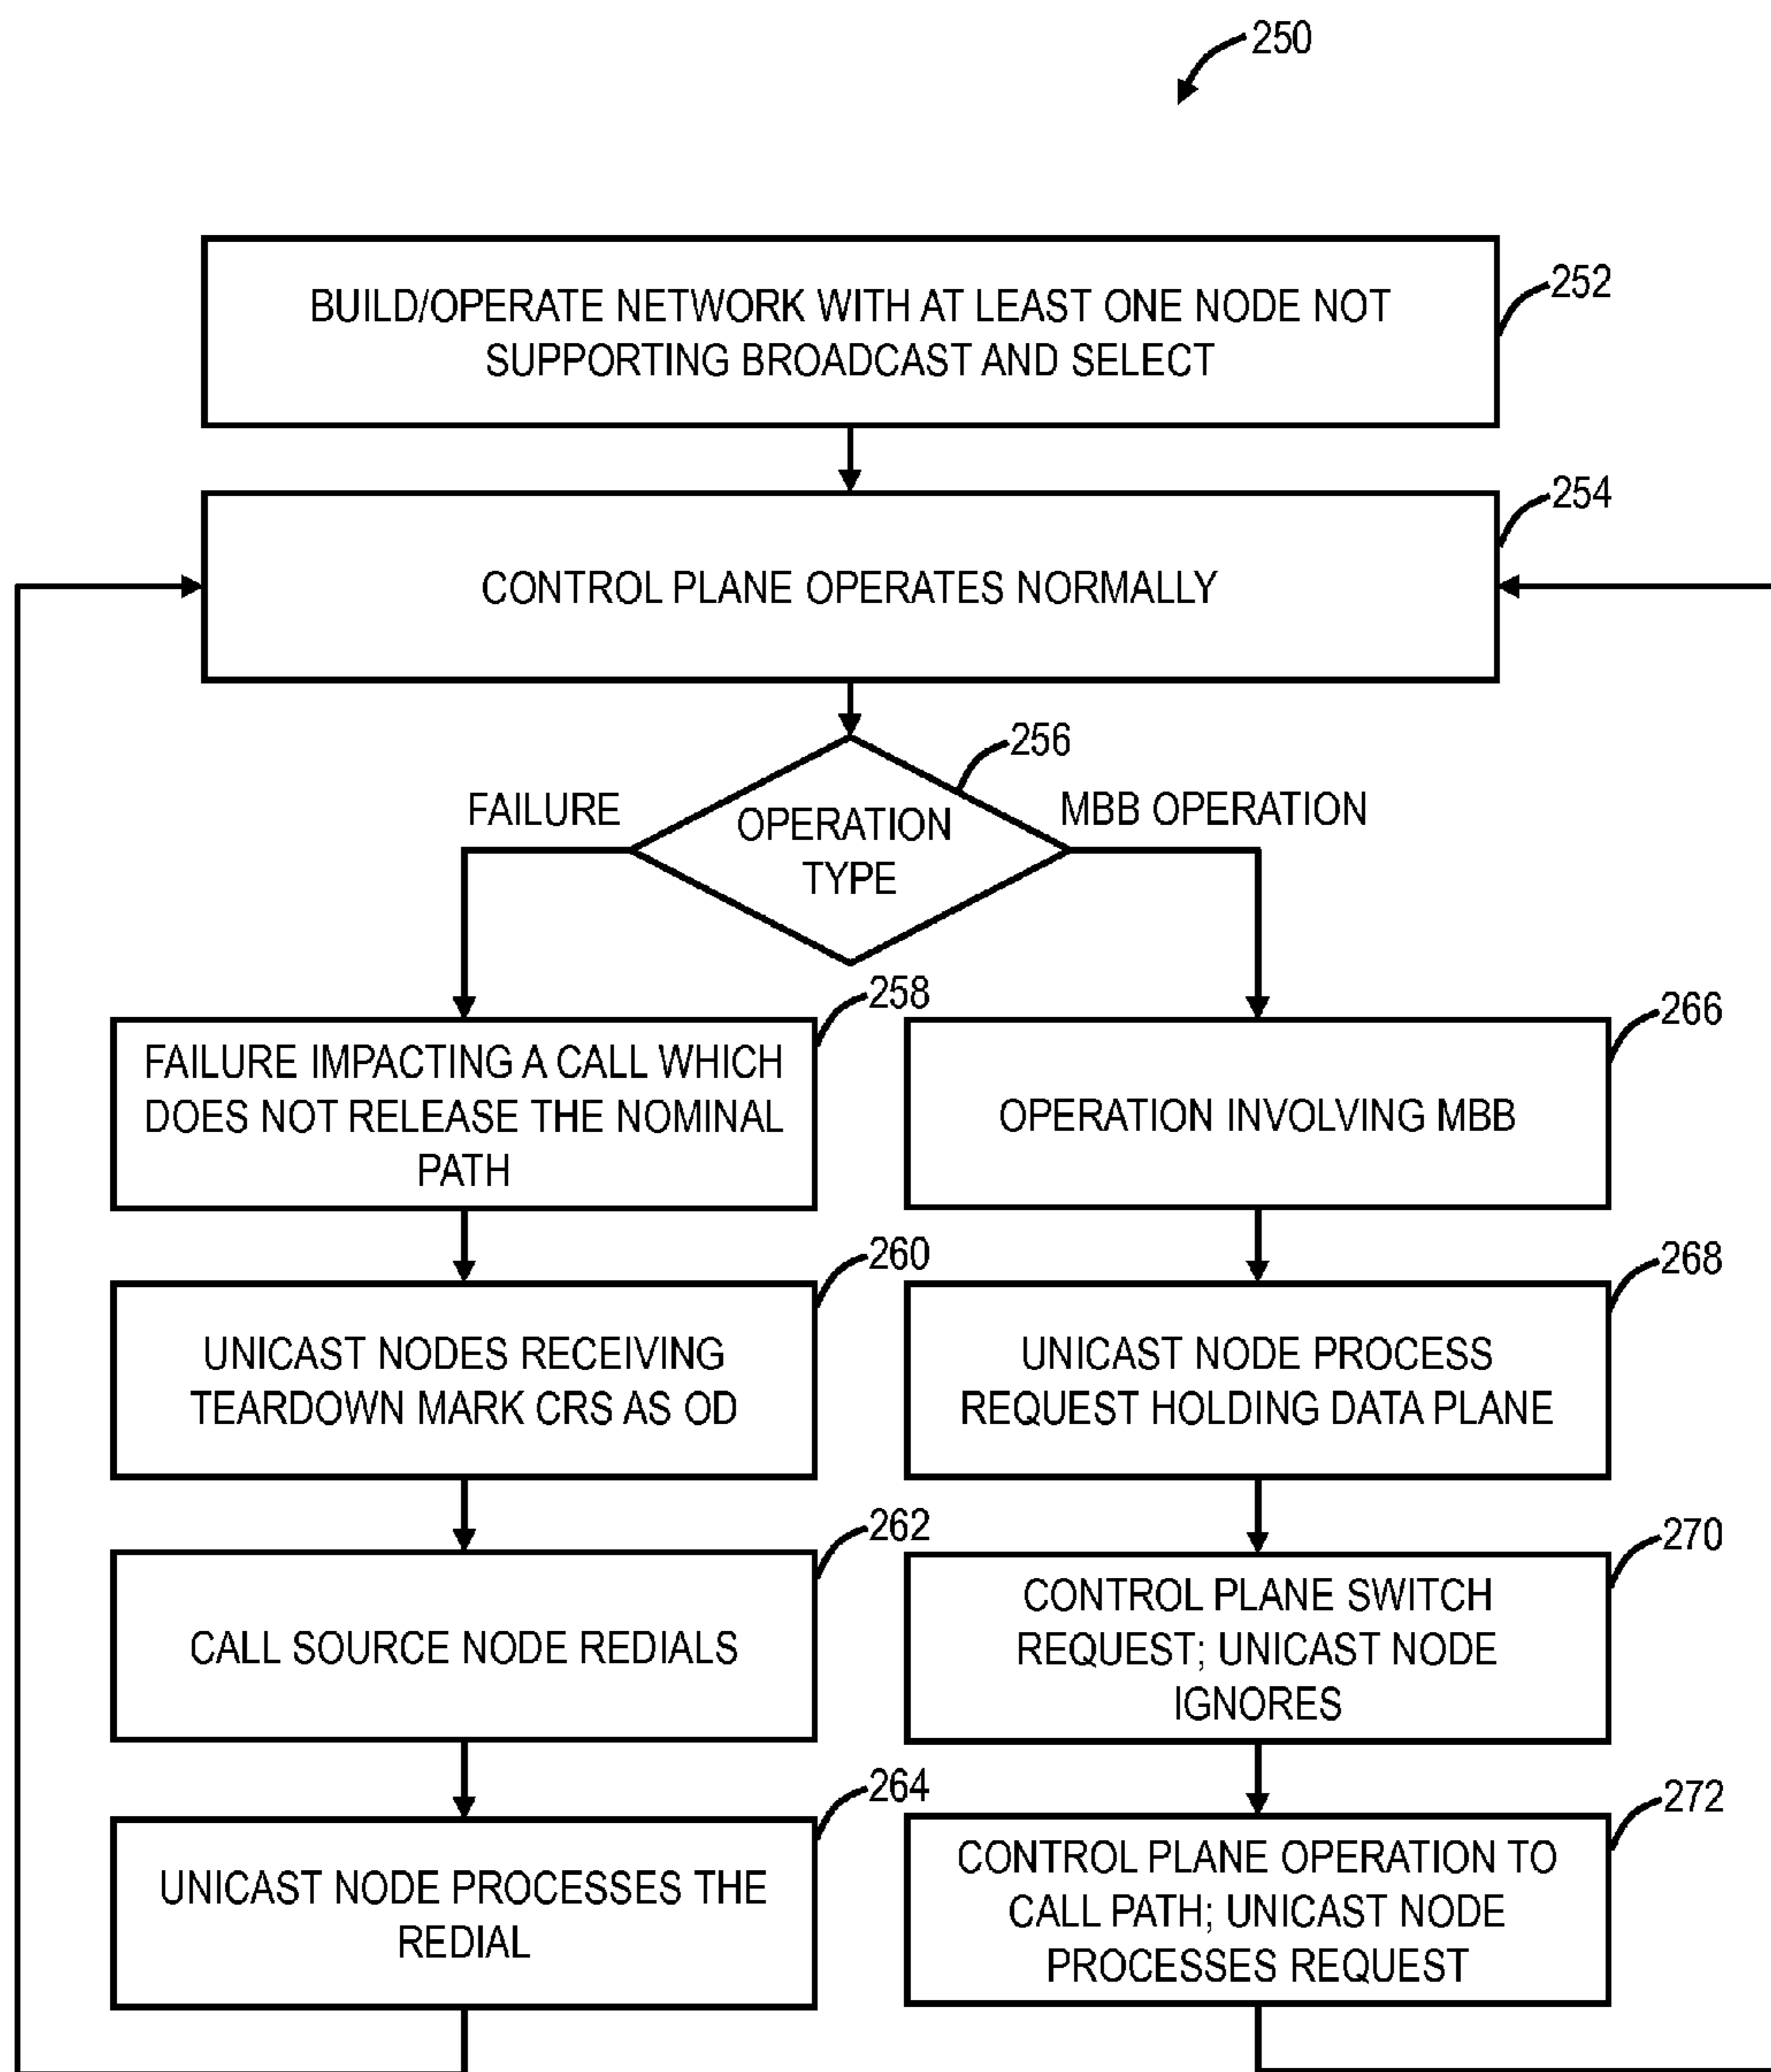 250
BUILD/OPERATE NETWORK WITH AT LEAST ONE NODE NOT
SUPPORTING BROADCAST AND SELECT
252
CONTROL PLANE OPERATES NORMALLY
254
256
FAILURE
OPERATION
TYPE
MBB OPERATION
FAILURE IMPACTING A CALL WHICH
DOES NOT RELEASE THE NOMINAL
PATH
258
UNICAST NODES RECEIVING
TEARDOWN MARK CRS AS OD
260
CALL SOURCE NODE REDIALS
262
UNICAST NODE PROCESSES THE
REDIAL
264
OPERATION INVOLVING MBB
266
UNICAST NODE PROCESS
REQUEST HOLDING DATA PLANE
268
CONTROL PLANE SWITCH
REQUEST; UNICAST NODE
IGNORES
270
CONTROL PLANE OPERATION TO
CALL PATH; UNICAST NODE
PROCESSES REQUEST
272